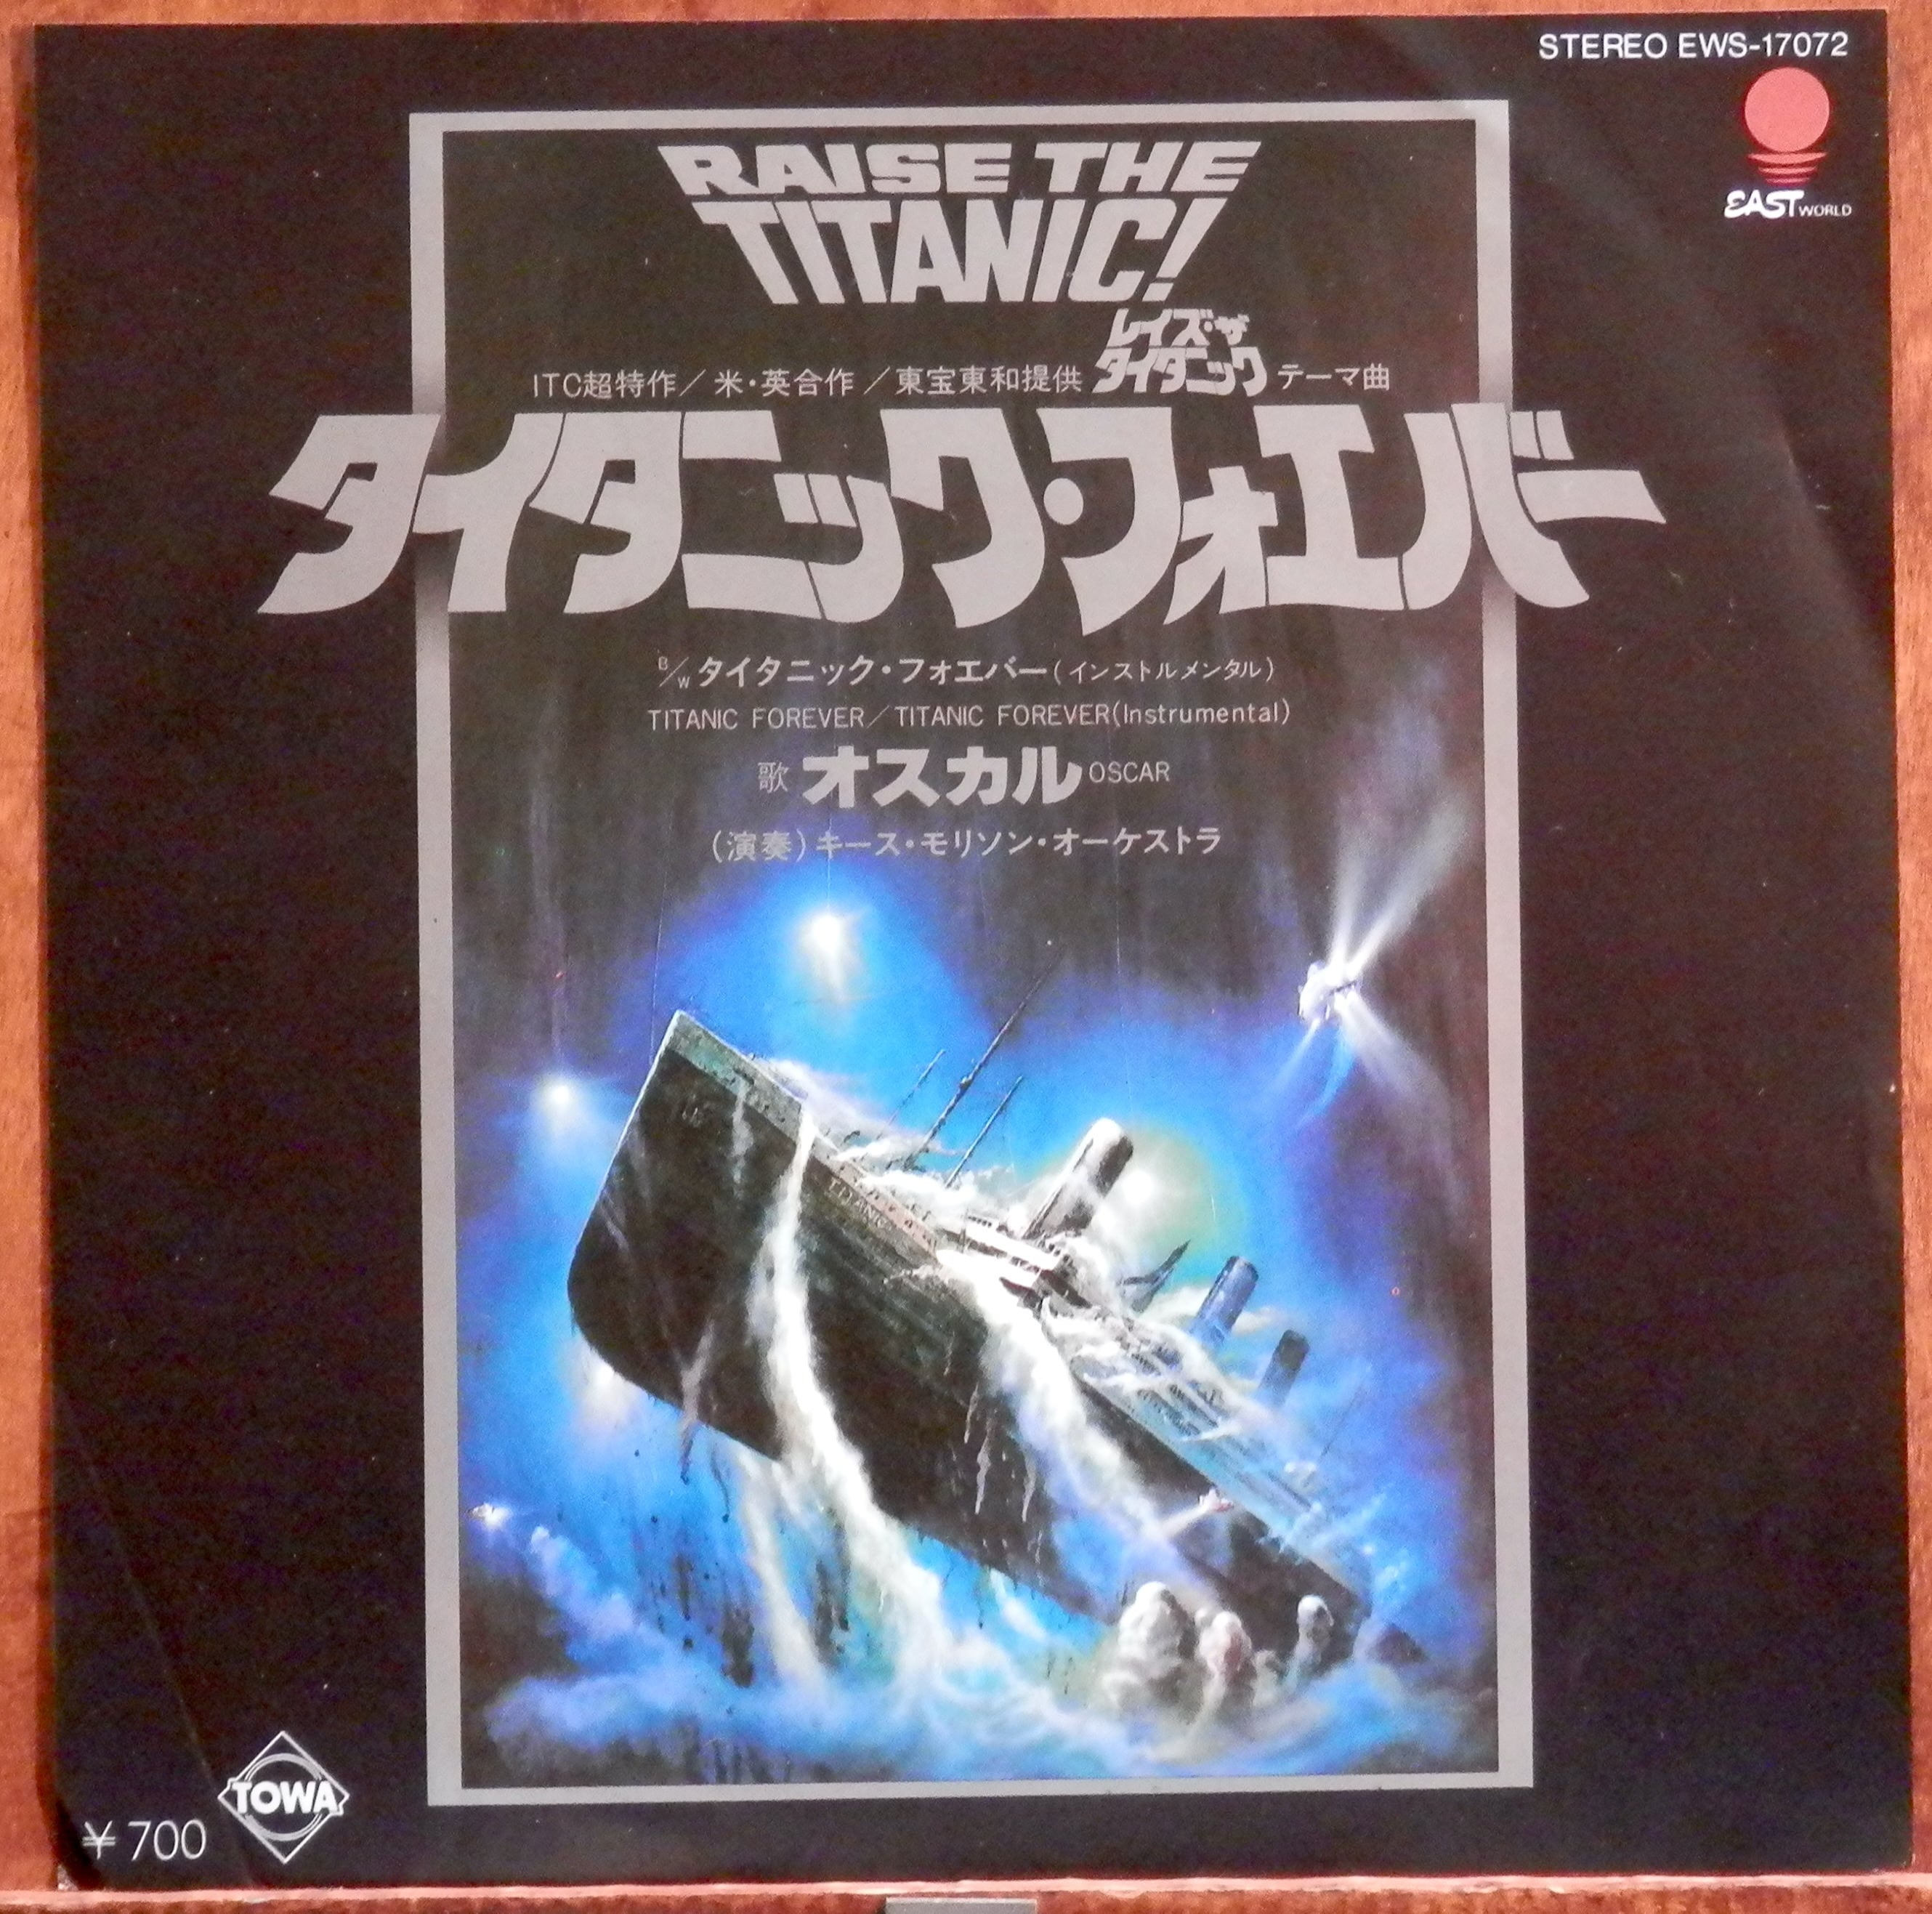 STEREO EWS-17072
EAST WORLD
RAISE THE
TITANIC!
ITC超特作／米・英合作／東宝東和提供 レイズ・ザ タイタニック テーマ曲
タイタニック・フォエバー
B/W タイタニック・フォエバー(インストルメンタル)
TITANIC FOREVER／TITANIC FOREVER(Instrumental)
歌 オスカル OSCAR
(演奏)キース・モリソン・オーケストラ
TITANIC
TOWA
¥700